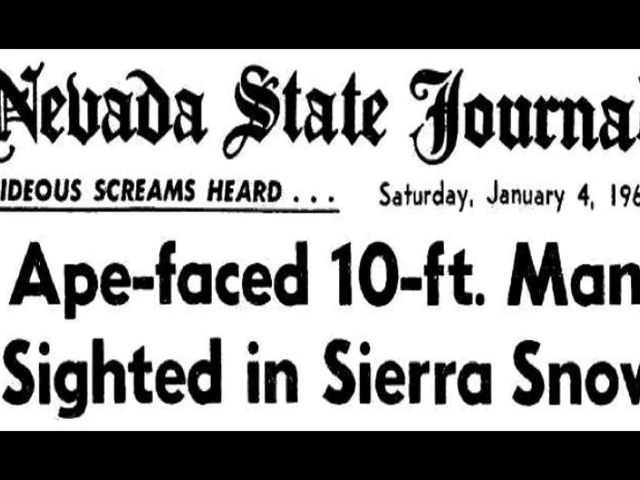 Nevada State Journal
IDEOUS SCREAMS HEARD . . . Saturday, January 4, 196
Ape-faced 10-ft. Man
Sighted in Sierra Snow